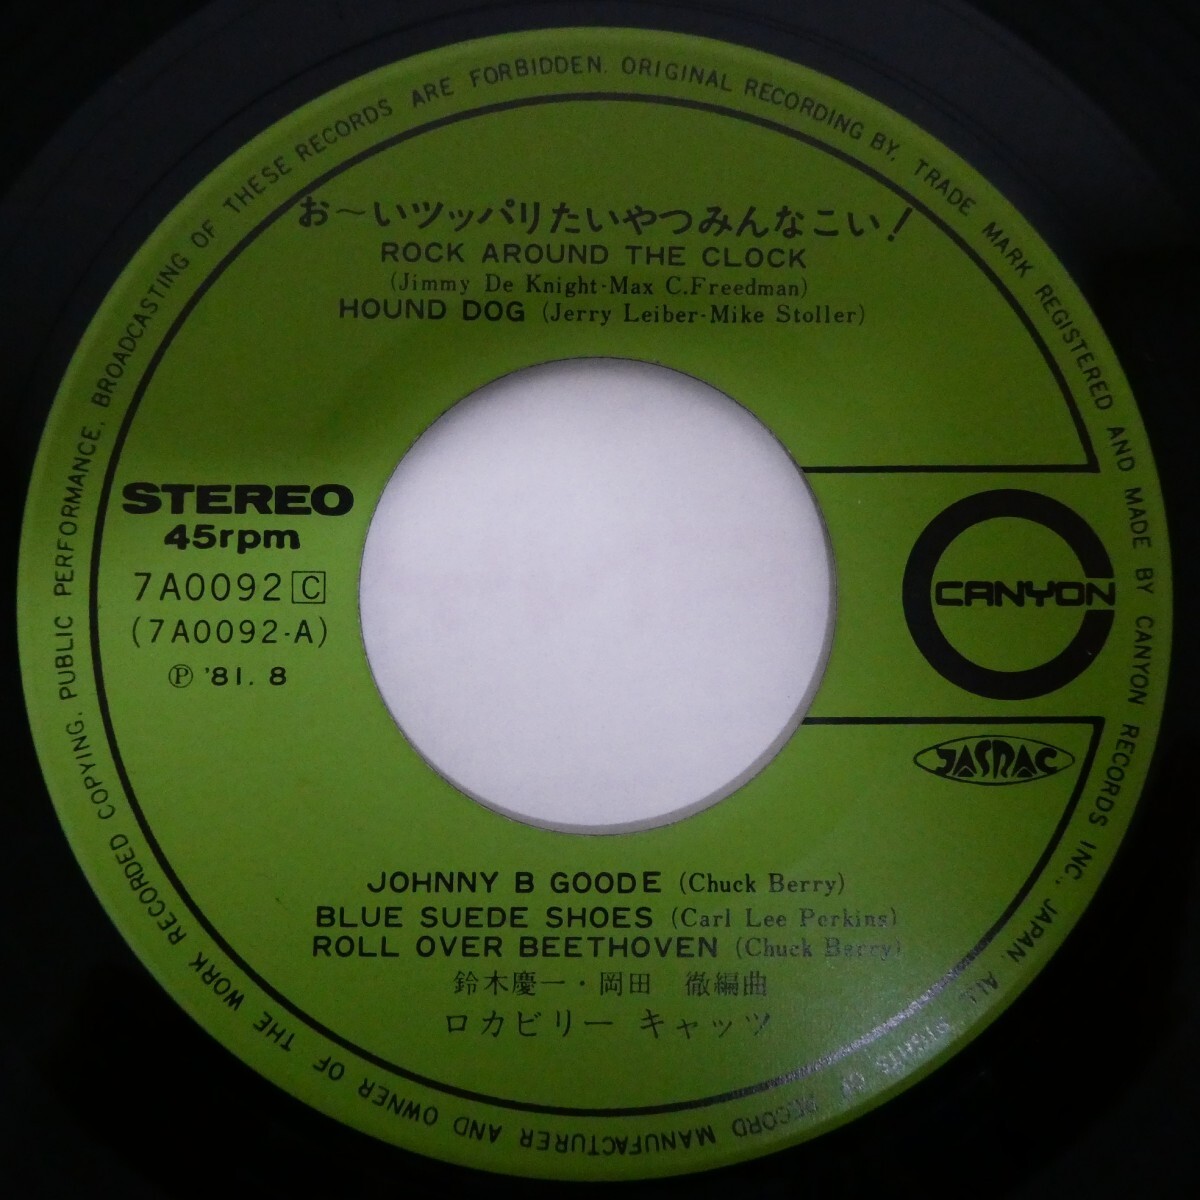 お〜いツッパリたいやつみんなこい!
ROCK AROUND THE CLOCK
(Jimmy De Knight-Max C.Freedman)
HOUND DOG (Jerry Leiber-Mike Stoller)
STEREO
45rpm
7A0092 C
(7A0092-A)
Ⓟ '81. 8
CANYON
JASRAC
JOHNNY B GOODE (Chuck Berry)
BLUE SUEDE SHOES (Carl Lee Perkins)
ROLL OVER BEETHOVEN (Chuck Berry)
鈴木慶一・岡田 徹編曲
ロカビリー キャッツ
ORIGINAL RECORDING BY, TRADE MARK REGISTERED AND MADE BY CANYON RECORDS INC., JAPAN. ALL RIGHTS OF RECORD MANUFACTURER AND OWNER OF THE WORK RECORDED COPYING, PUBLIC PERFORMANCE, BROADCASTING OF THESE RECORDS ARE FORBIDDEN.